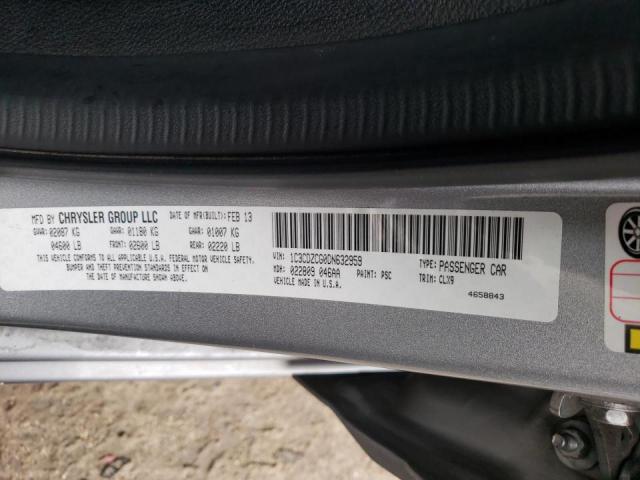 MFD BY CHRYSLER GROUP LLC DATE OF MFR(BUILT): FEB 13
GVWR: 02087 KG GAWR: 01180 KG GAWR: 01007 KG
04600 LB FRONT: 02600 LB REAR: 02220 LB
THIS VEHICLE CONFORMS TO ALL APPLICABLE U.S.A. FEDERAL MOTOR VEHICLE SAFETY,
BUMPER AND THEFT PREVENTION STANDARDS IN EFFECT ON
THE DATE OF MANUFACTURE SHOWN ABOVE.
VIN: 1C3CDZCG0DN632959 TYPE: PASSENGER CAR
MDH: 022809 046AA PAINT: PSC TRIM: CLX9
VEHICLE MADE IN U.S.A.
4658843